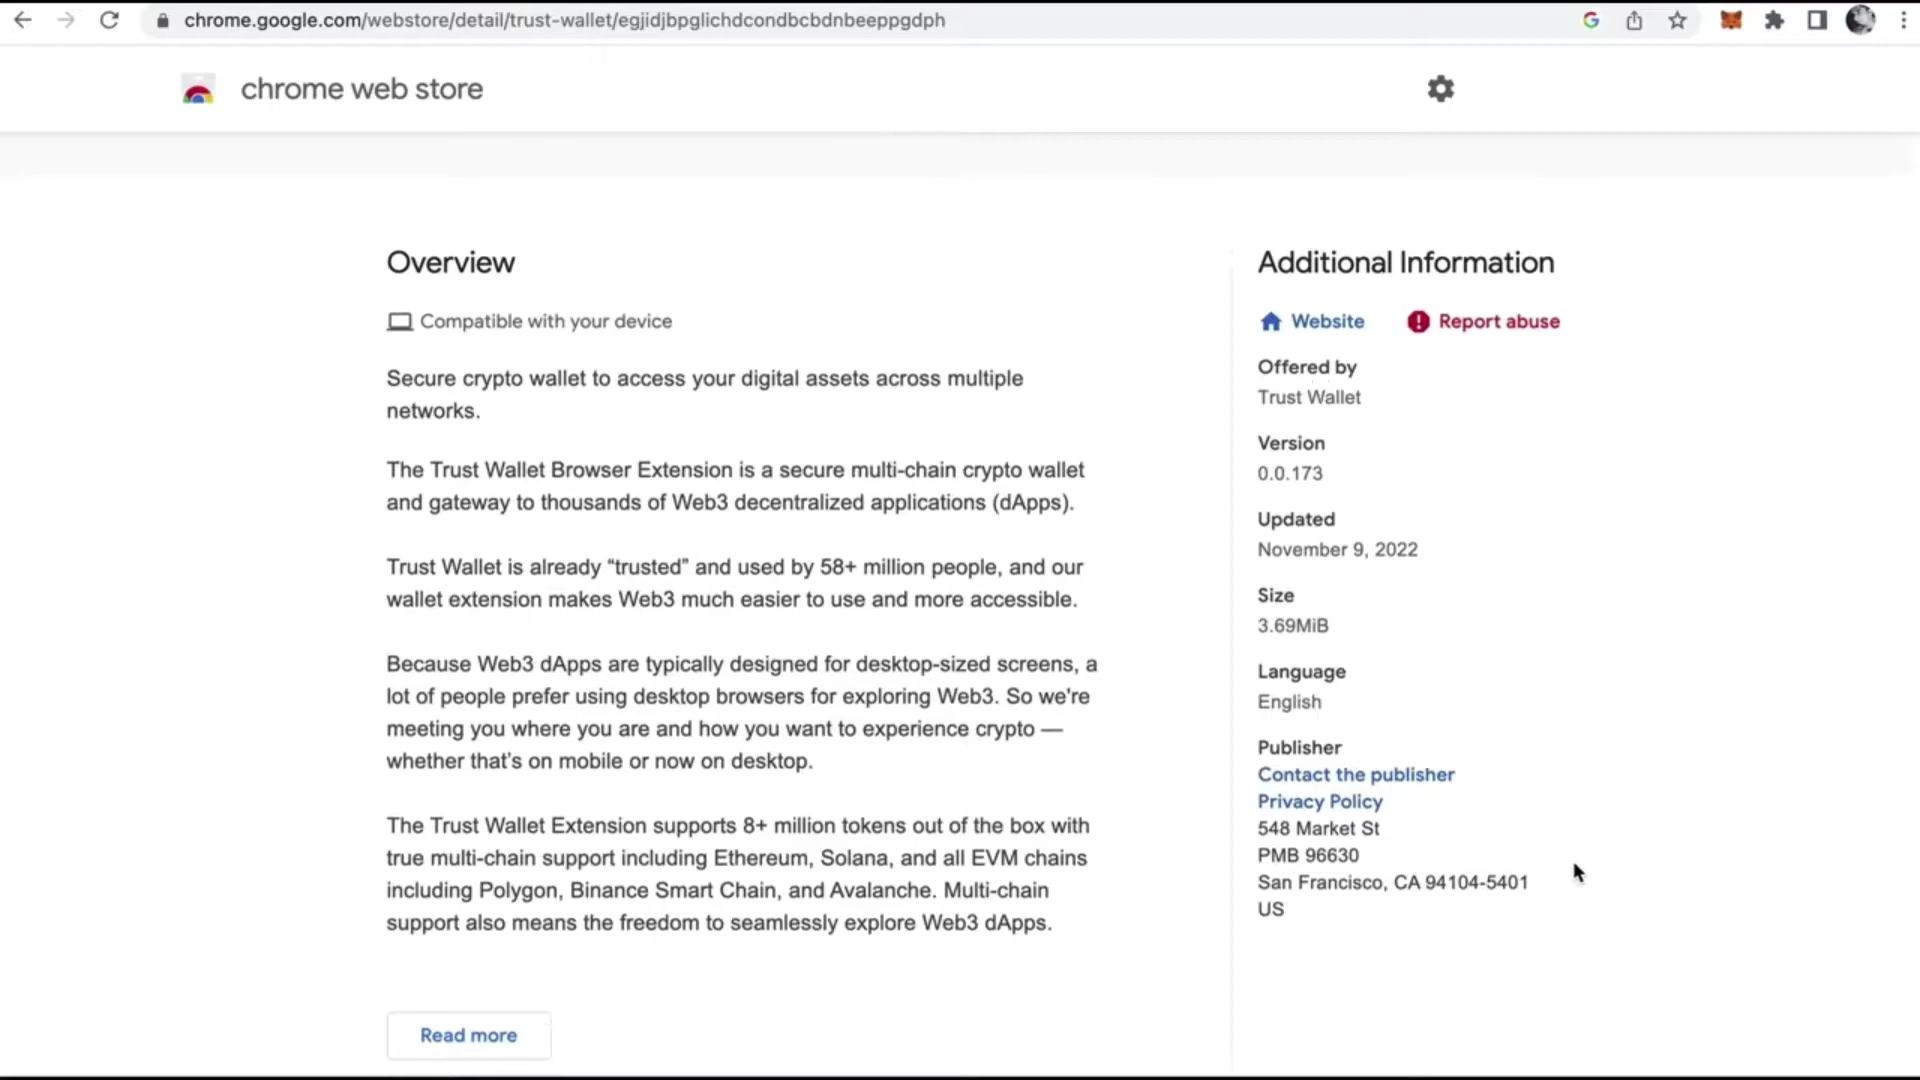 chrome.google.com/webstore/detail/trust-wallet/egjidjbpglichdcondbcbdnbeeppgdph
chrome web store
Overview
Compatible with your device
Secure crypto wallet to access your digital assets across multiple
networks.
The Trust Wallet Browser Extension is a secure multi-chain crypto wallet
and gateway to thousands of Web3 decentralized applications (dApps).
Trust Wallet is already “trusted” and used by 58+ million people, and our
wallet extension makes Web3 much easier to use and more accessible.
Because Web3 dApps are typically designed for desktop-sized screens, a
lot of people prefer using desktop browsers for exploring Web3. So we're
meeting you where you are and how you want to experience crypto —
whether that’s on mobile or now on desktop.
The Trust Wallet Extension supports 8+ million tokens out of the box with
true multi-chain support including Ethereum, Solana, and all EVM chains
including Polygon, Binance Smart Chain, and Avalanche. Multi-chain
support also means the freedom to seamlessly explore Web3 dApps.
Read more
Additional Information
Website
Report abuse
Offered by
Trust Wallet
Version
0.0.173
Updated
November 9, 2022
Size
3.69MiB
Language
English
Publisher
Contact the publisher
Privacy Policy
548 Market St
PMB 96630
San Francisco, CA 94104-5401
US